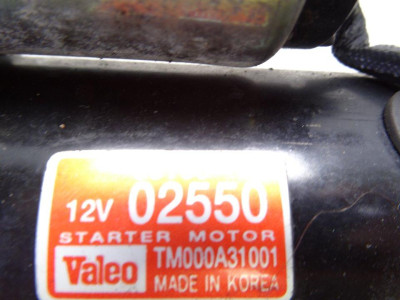 12V 02550
STARTER MOTOR
Valeo TM000A31001
MADE IN KOREA